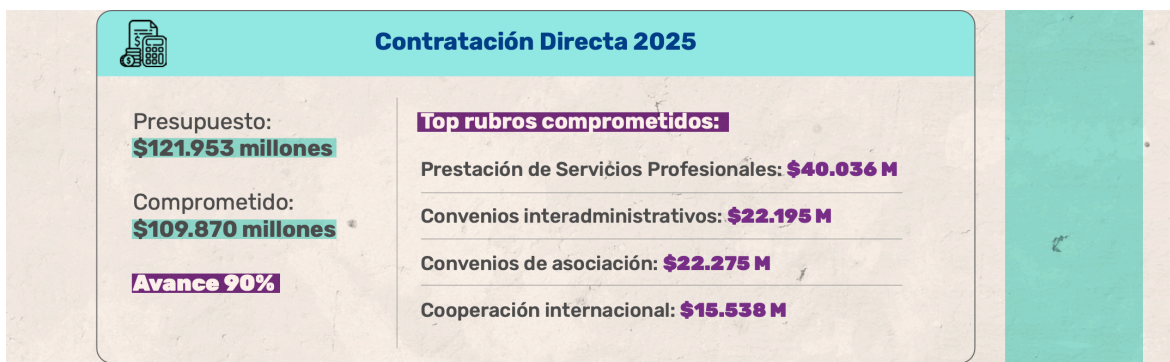 Contratación Directa 2025
Presupuesto:
$121.953 millones
Comprometido:
$109.870 millones
Avance 90%
Top rubros comprometidos:
Prestación de Servicios Profesionales: $40.036 M
Convenios interadministrativos: $22.195 M
Convenios de asociación: $22.275 M
Cooperación internacional: $15.538 M